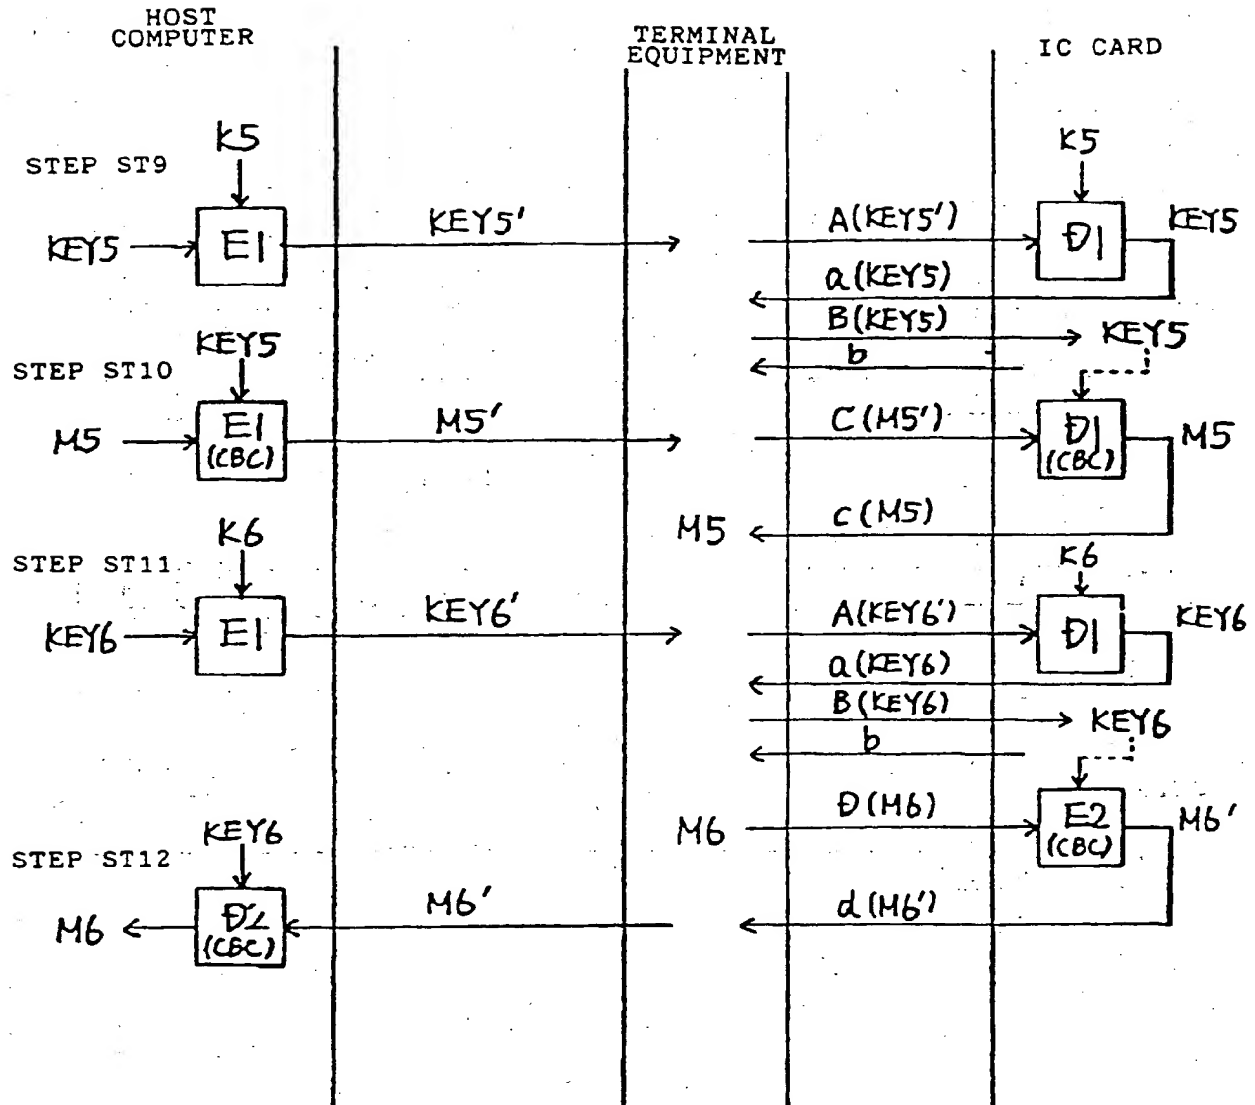 HOST
COMPUTER
TERMINAL
EQUIPMENT
IC CARD
K5
K5
STEP ST9
KEY5
E1
KEY5'
A(KEY5')
D1
KEY5
a(KEY5)
B(KEY5)
KEY5
b
KEY5
STEP ST10
M5
E1
(CBC)
M5'
C(M5')
D1
(CBC)
M5
M5
c(M5)
K6
K6
STEP ST11
KEY6
E1
KEY6'
A(KEY6')
D1
KEY6
a(KEY6)
B(KEY6)
KEY6
b
M6
D(M6)
E2
(CBC)
M6'
KEY6
STEP ST12
M6
D2
(CBC)
M6'
d(M6')